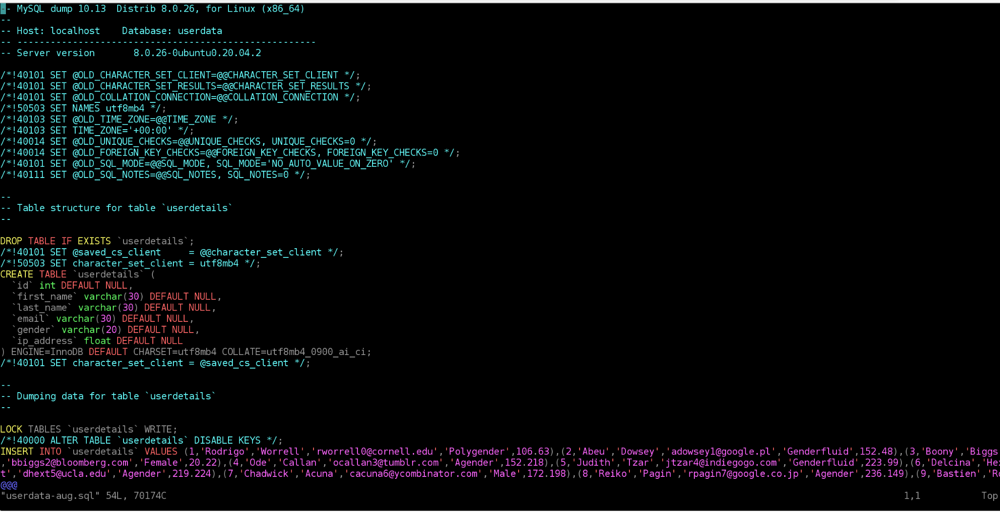 -- MySQL dump 10.13  Distrib 8.0.26, for Linux (x86_64)
--
-- Host: localhost    Database: userdata
-- ------------------------------------------------------
-- Server version       8.0.26-0ubuntu0.20.04.2

/*!40101 SET @OLD_CHARACTER_SET_CLIENT=@@CHARACTER_SET_CLIENT */;
/*!40101 SET @OLD_CHARACTER_SET_RESULTS=@@CHARACTER_SET_RESULTS */;
/*!40101 SET @OLD_COLLATION_CONNECTION=@@COLLATION_CONNECTION */;
/*!50503 SET NAMES utf8mb4 */;
/*!40103 SET @OLD_TIME_ZONE=@@TIME_ZONE */;
/*!40103 SET TIME_ZONE='+00:00' */;
/*!40014 SET @OLD_UNIQUE_CHECKS=@@UNIQUE_CHECKS, UNIQUE_CHECKS=0 */;
/*!40014 SET @OLD_FOREIGN_KEY_CHECKS=@@FOREIGN_KEY_CHECKS, FOREIGN_KEY_CHECKS=0 */;
/*!40101 SET @OLD_SQL_MODE=@@SQL_MODE, SQL_MODE='NO_AUTO_VALUE_ON_ZERO' */;
/*!40111 SET @OLD_SQL_NOTES=@@SQL_NOTES, SQL_NOTES=0 */;

--
-- Table structure for table `userdetails`
--

DROP TABLE IF EXISTS `userdetails`;
/*!40101 SET @saved_cs_client     = @@character_set_client */;
/*!50503 SET character_set_client = utf8mb4 */;
CREATE TABLE `userdetails` (
  `id` int DEFAULT NULL,
  `first_name` varchar(30) DEFAULT NULL,
  `last_name` varchar(30) DEFAULT NULL,
  `email` varchar(30) DEFAULT NULL,
  `gender` varchar(20) DEFAULT NULL,
  `ip_address` float DEFAULT NULL
) ENGINE=InnoDB DEFAULT CHARSET=utf8mb4 COLLATE=utf8mb4_0900_ai_ci;
/*!40101 SET character_set_client = @saved_cs_client */;

--
-- Dumping data for table `userdetails`
--

LOCK TABLES `userdetails` WRITE;
/*!40000 ALTER TABLE `userdetails` DISABLE KEYS */;
INSERT INTO `userdetails` VALUES (1,'Rodrigo','Worrell','rworrell0@cornell.edu','Polygender',106.63),(2,'Abeu','Dowsey','adowsey1@google.pl','Genderfluid',152.48),(3,'Boony','Biggs'
,'bbiggs2@bloomberg.com','Female',20.22),(4,'Ode','Callan','ocallan3@tumblr.com','Agender',152.218),(5,'Judith','Tzar','jtzar4@indiegogo.com','Genderfluid',223.99),(6,'Delcina','Hex
t','dhext5@ucla.edu','Agender',219.224),(7,'Chadwick','Acuna','cacuna6@ycombinator.com','Male',172.198),(8,'Reiko','Pagin','rpagin7@google.co.jp','Agender',236.149),(9,'Bastien','Ro
@@@
"userdata-aug.sql" 54L, 70174C                                     1,1           Top